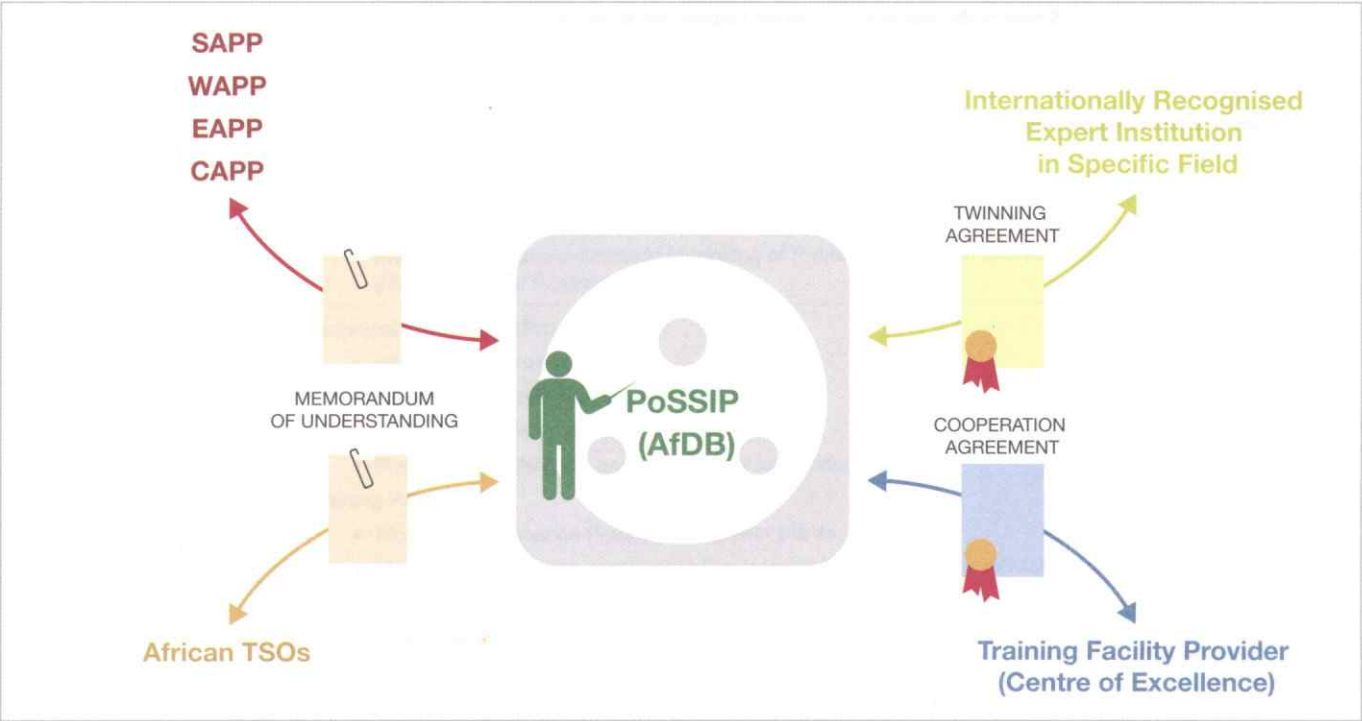 SAPP
WAPP
EAPP
CAPP
Internationally Recognised
Expert Institution
in Specific Field
TWINNING
AGREEMENT
MEMORANDUM
OF UNDERSTANDING
PoSSIP
(AfDB)
COOPERATION
AGREEMENT
African TSOs
Training Facility Provider
(Centre of Excellence)